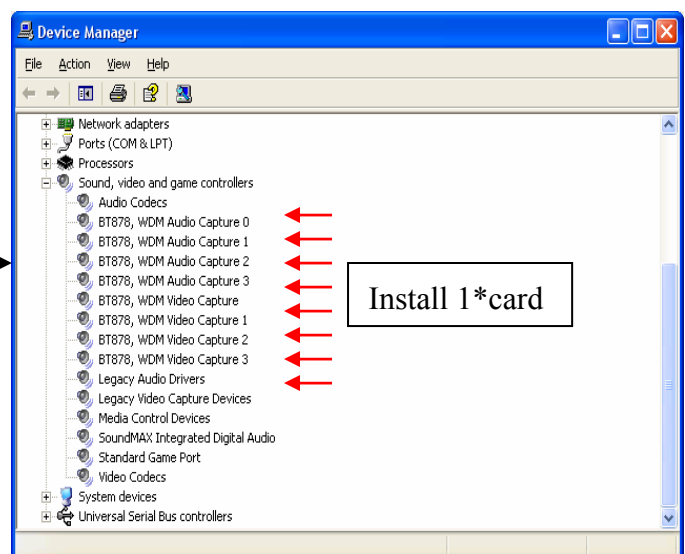 Device Manager
File Action View Help
Network adapters
Ports (COM & LPT)
Processors
Sound, video and game controllers
Audio Codecs
BT878, WDM Audio Capture 0
BT878, WDM Audio Capture 1
BT878, WDM Audio Capture 2
BT878, WDM Audio Capture 3
BT878, WDM Video Capture
BT878, WDM Video Capture 1
BT878, WDM Video Capture 2
BT878, WDM Video Capture 3
Legacy Audio Drivers
Legacy Video Capture Devices
Media Control Devices
SoundMAX Integrated Digital Audio
Standard Game Port
Video Codecs
System devices
Universal Serial Bus controllers
Install 1*card